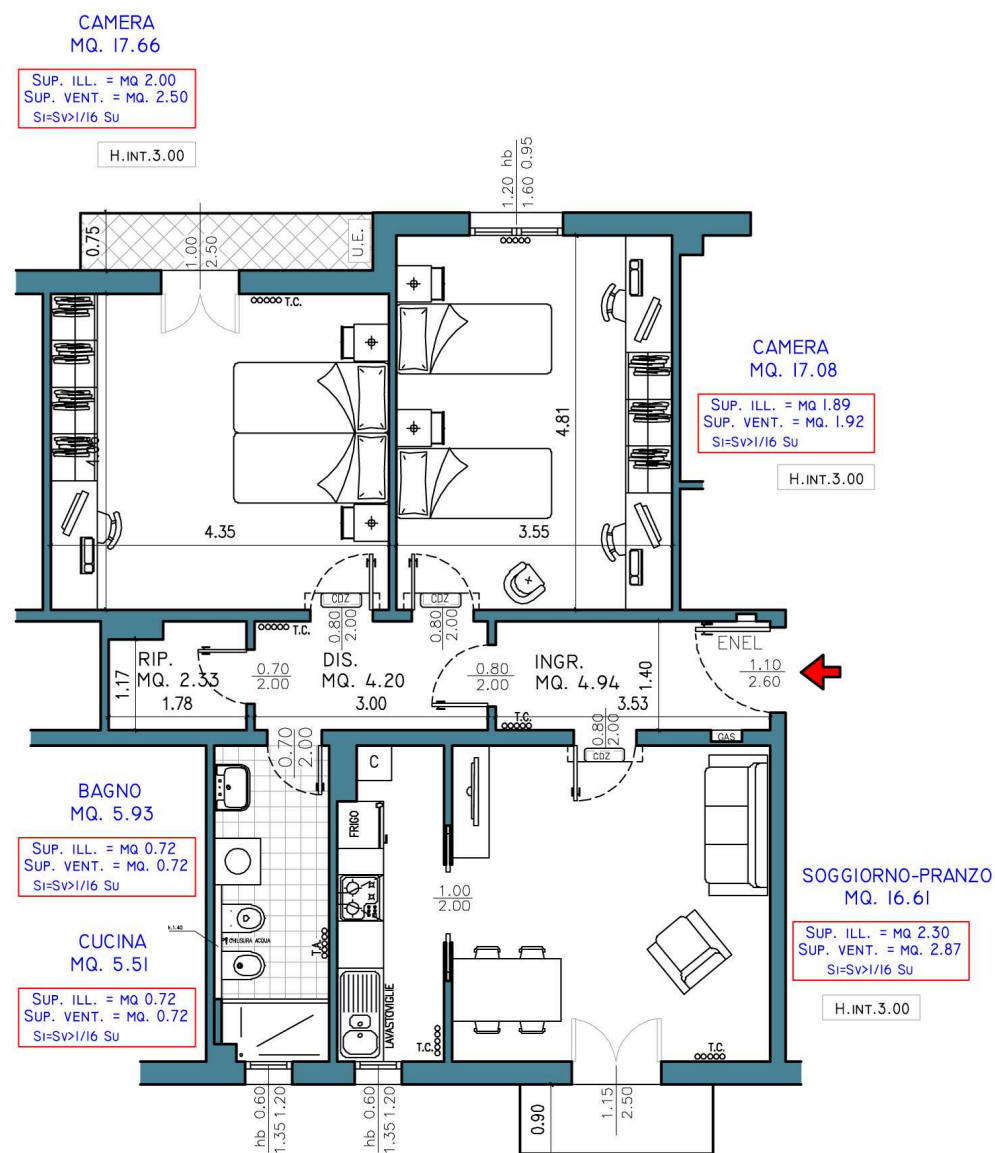 CAMERA
MQ. 17.66
SUP. ILL. = MQ 2.00
SUP. VENT. = MQ. 2.50
SI=SV>1/16 SU
H.INT.3.00
1.20 hb
1.60 0.95
0.75
1.00
2.50
U.E.
T.C.
CAMERA
MQ. 17.08
SUP. ILL. = MQ 1.89
SUP. VENT. = MQ. 1.92
SI=SV>1/16 SU
H.INT.3.00
4.81
4.35
3.55
CDZ
0.80
2.00
CDZ
0.80
2.00
T.C.
ENEL
1.10
2.60
RIP.
MQ. 2.33
1.17
1.78
0.70
2.00
DIS.
MQ. 4.20
3.00
0.80
2.00
INGR.
MQ. 4.94
1.40
3.53
T.C.
0.80
2.00
CDZ
GAS
0.70
2.00
C
FRIGO
BAGNO
MQ. 5.93
SUP. ILL. = MQ 0.72
SUP. VENT. = MQ. 0.72
SI=SV>1/16 SU
1.00
2.00
SOGGIORNO-PRANZO
MQ. 16.61
SUP. ILL. = MQ 2.30
SUP. VENT. = MQ. 2.87
SI=SV>1/16 SU
H.INT.3.00
CUCINA
MQ. 5.51
SUP. ILL. = MQ 0.72
SUP. VENT. = MQ. 0.72
SI=SV>1/16 SU
h.1.40
CHIUSURA ACQUA
T.A.
LAVASTOVIGLIE
T.C.
T.C.
hb 0.60
1.35 1.20
hb 0.60
1.35 1.20
0.90
1.15
2.50